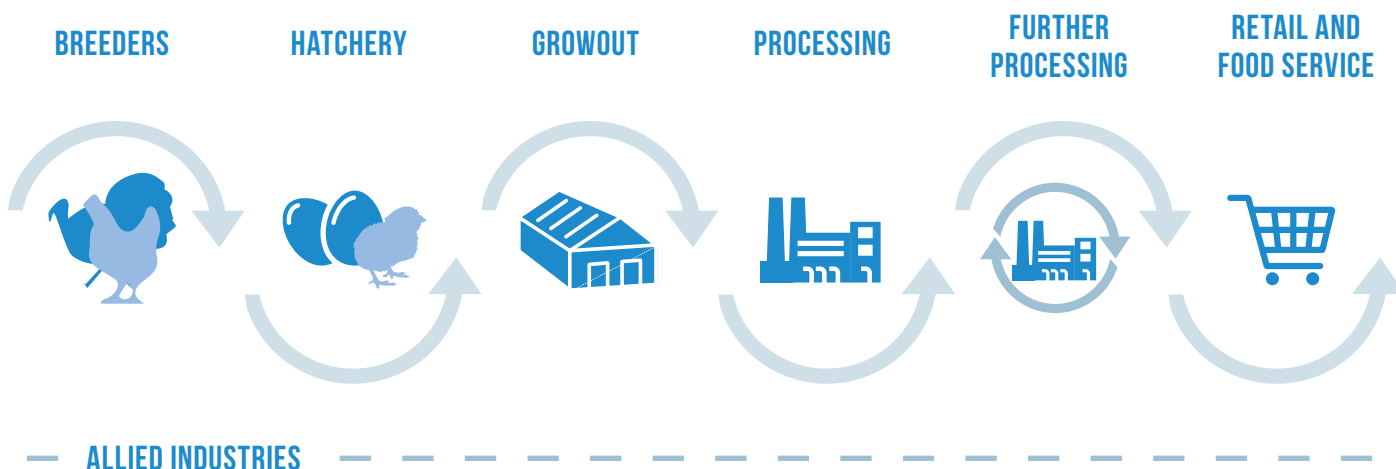 BREEDERS
HATCHERY
GROWOUT
PROCESSING
FURTHER
PROCESSING
RETAIL AND
FOOD SERVICE
ALLIED INDUSTRIES